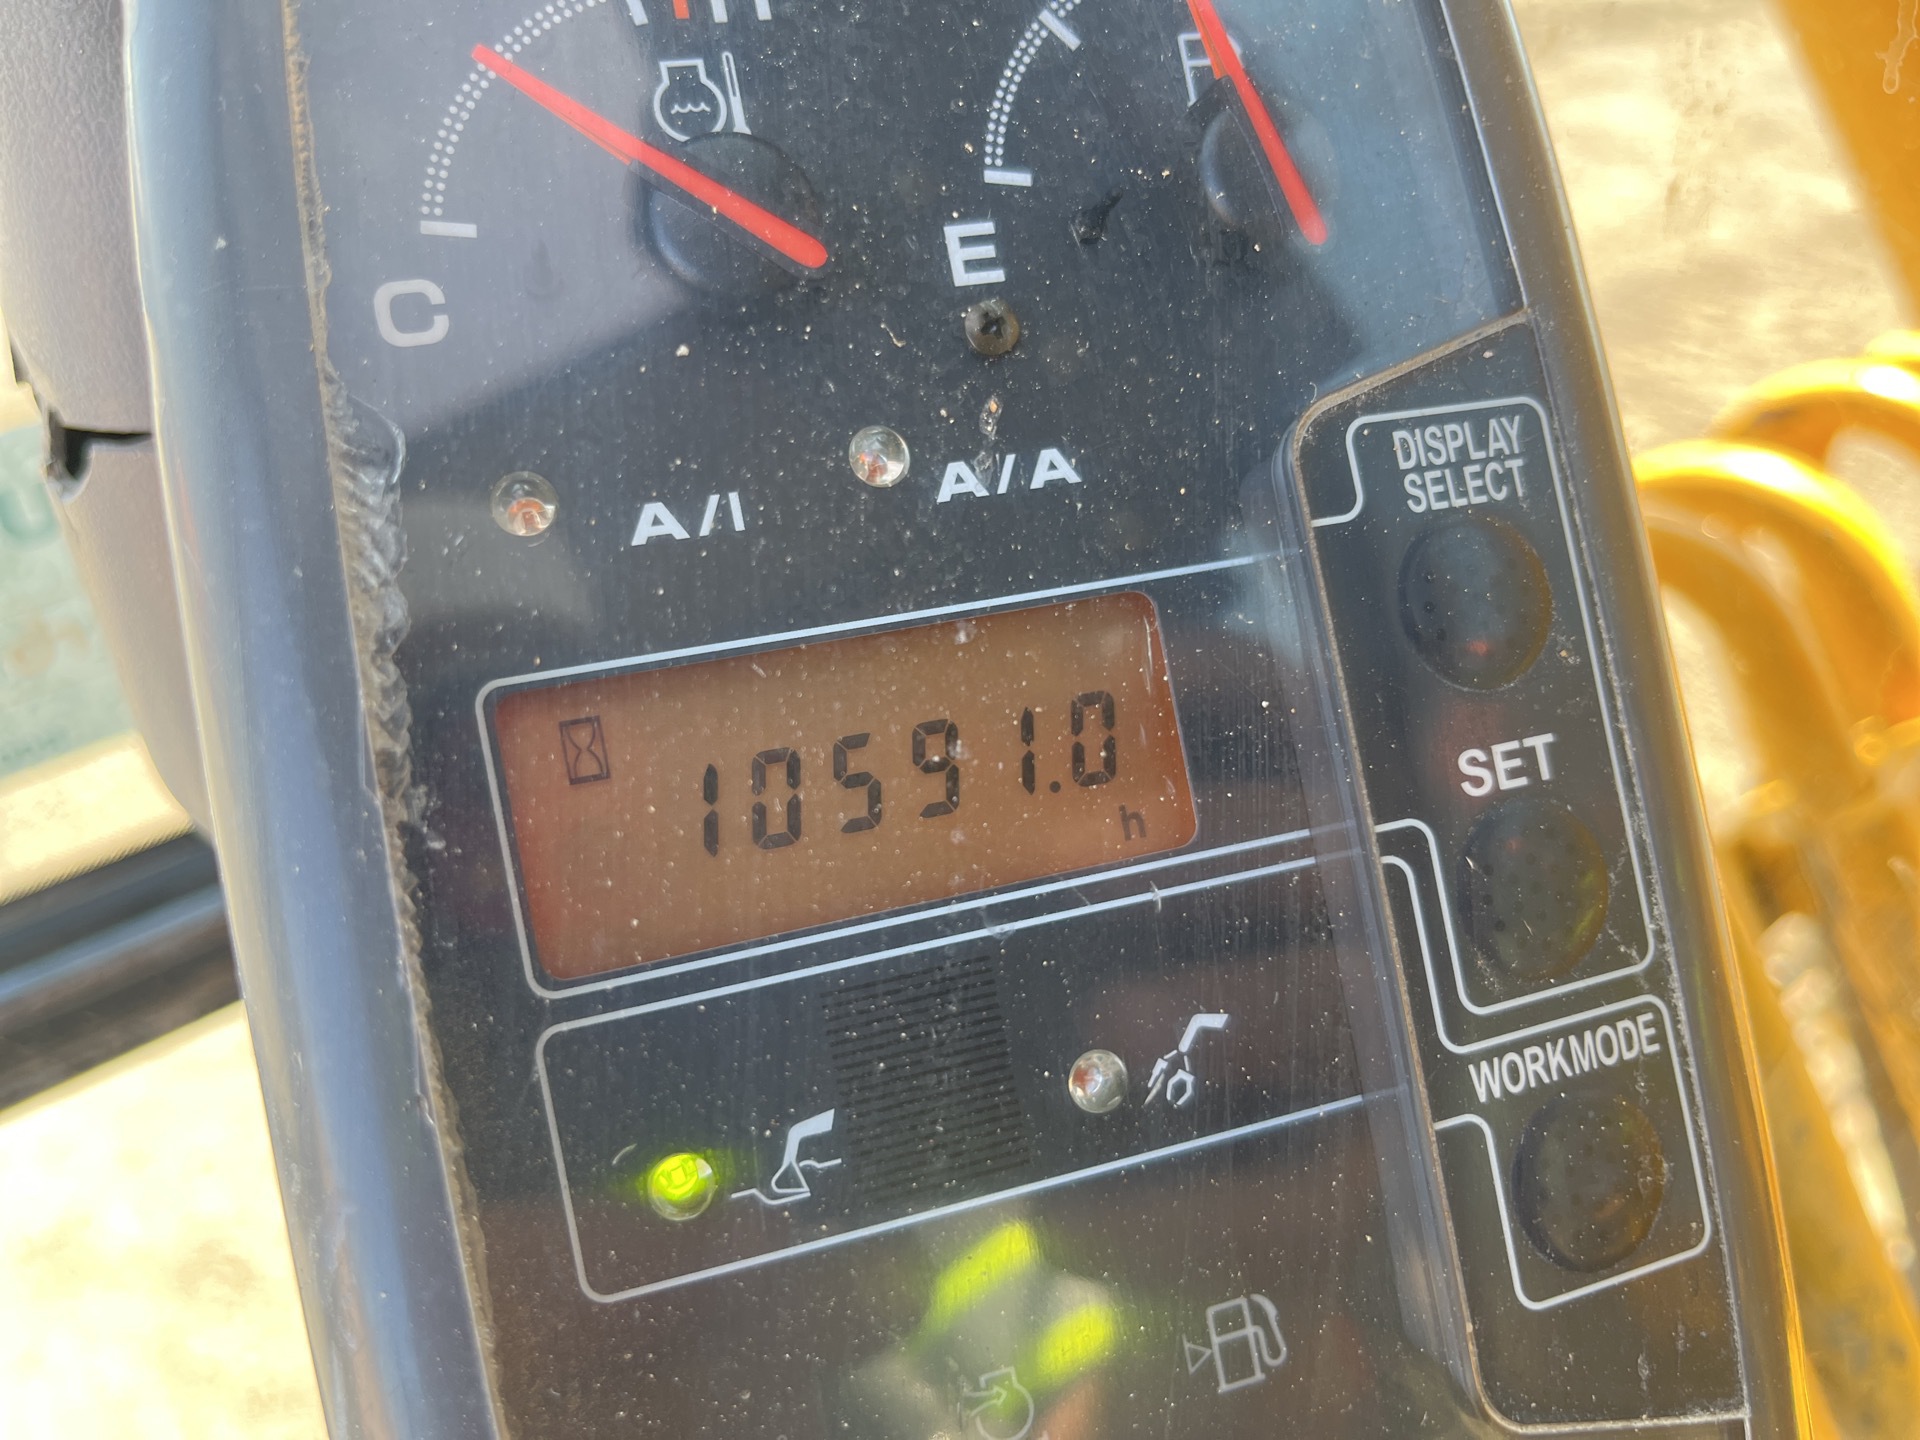 C
E
A/I
A/A
DISPLAY
SELECT
10591.0
h
SET
WORKMODE